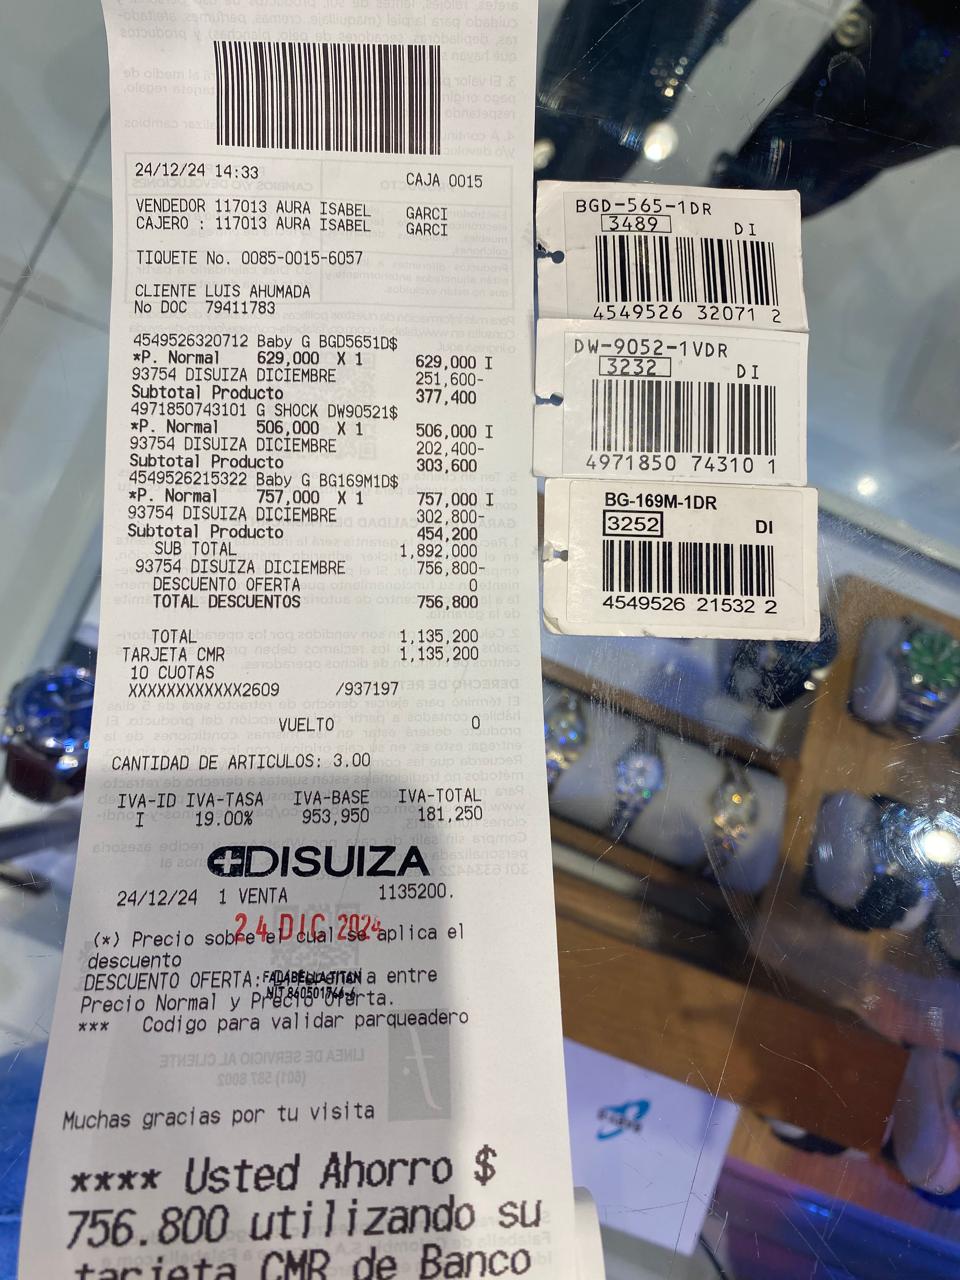 24/12/24 14:33 CAJA 0015
VENDEDOR 117013 AURA ISABEL GARCI
CAJERO : 117013 AURA ISABEL GARCI
TIQUETE No. 0085-0015-6057
CLIENTE LUIS AHUMADA
No DOC 79411783
4549526320712 Baby G BGD5651D$
*P. Normal 629,000 X 1 629,000 I
93754 DISUIZA DICIEMBRE 251,600-
Subtotal Producto 377,400
4971850743101 G SHOCK DW90521$
*P. Normal 506,000 X 1 506,000 I
93754 DISUIZA DICIEMBRE 202,400-
Subtotal Producto 303,600
4549526215322 Baby G BG169M1D$
*P. Normal 757,000 X 1 757,000 I
93754 DISUIZA DICIEMBRE 302,800-
Subtotal Producto 454,200
SUB TOTAL 1,892,000
93754 DISUIZA DICIEMBRE 756,800-
DESCUENTO OFERTA 0
TOTAL DESCUENTOS 756,800
TOTAL 1,135,200
TARJETA CMR 1,135,200
10 CUOTAS
XXXXXXXXXXXX2609 /937197
VUELTO 0
CANTIDAD DE ARTICULOS: 3.00
IVA-ID IVA-TASA IVA-BASE IVA-TOTAL
I 19.00% 953,950 181,250
DISUIZA
24/12/24 1 VENTA 1135200.
24 DIC 2024
(*) Precio sobre el cual se aplica el
descuento
DESCUENTO OFERTA: Diferencia entre
FALABELLA TITAN
Precio Normal y Precio Oferta.
*** Codigo para validar parqueadero
Muchas gracias por tu visita
**** Usted Ahorro $
756.800 utilizando su
tarjeta CMR de Banco
BGD-565-1DR
3489 DI
4549526 32071 2
DW-9052-1VDR
3232 DI
4971850 74310 1
BG-169M-1DR
3252 DI
4549526 21532 2